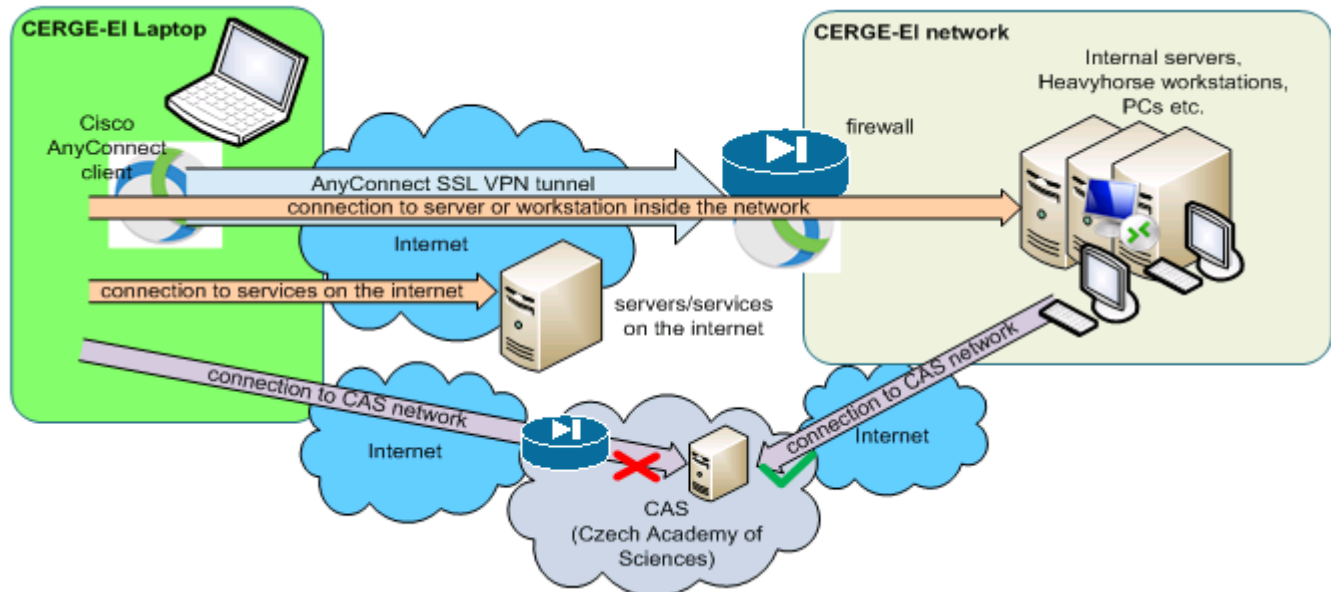 CERGE-EI Laptop
CERGE-EI network
Internal servers,
Heavyhorse workstations,
PCs etc.
Cisco
AnyConnect
client
firewall
AnyConnect SSL VPN tunnel
connection to server or workstation inside the network
Internet
connection to services on the internet
servers/services
on the internet
connection to CAS network
Internet
connection to CAS network
Internet
CAS
(Czech Academy of
Sciences)